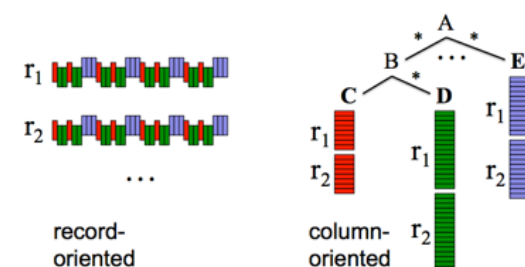 r1
r2
...
record-
oriented
A
* *
B ... E
*
C D
r1
r2
r1
r2
r1
r2
column-
oriented